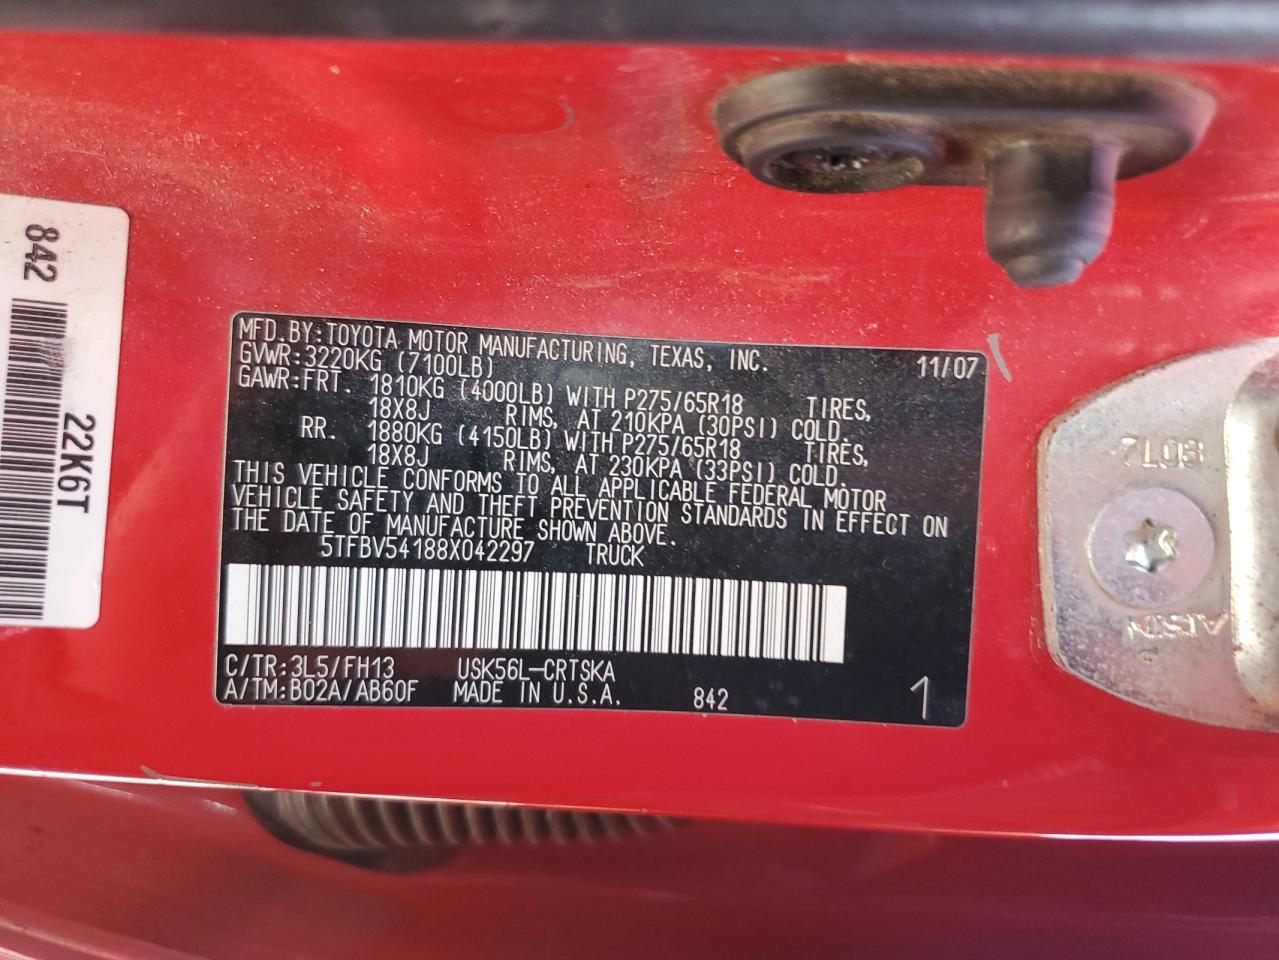 842
22K6T
MFD.BY:TOYOTA MOTOR MANUFACTURING, TEXAS, INC. 11/07
GVWR:3220KG (7100LB)
GAWR:FRT. 1810KG (4000LB) WITH P275/65R18 TIRES,
18X8J RIMS, AT 210KPA (30PSI) COLD.
RR. 1880KG (4150LB) WITH P275/65R18 TIRES,
18X8J RIMS, AT 230KPA (33PSI) COLD.
THIS VEHICLE CONFORMS TO ALL APPLICABLE FEDERAL MOTOR
VEHICLE SAFETY AND THEFT PREVENTION STANDARDS IN EFFECT ON
THE DATE OF MANUFACTURE SHOWN ABOVE.
5TFBV54188X042297 TRUCK
C/TR:3L5/FH13 USK56L-CRTSKA
A/TM:B02A/AB60F MADE IN U.S.A. 842 1
AISIN